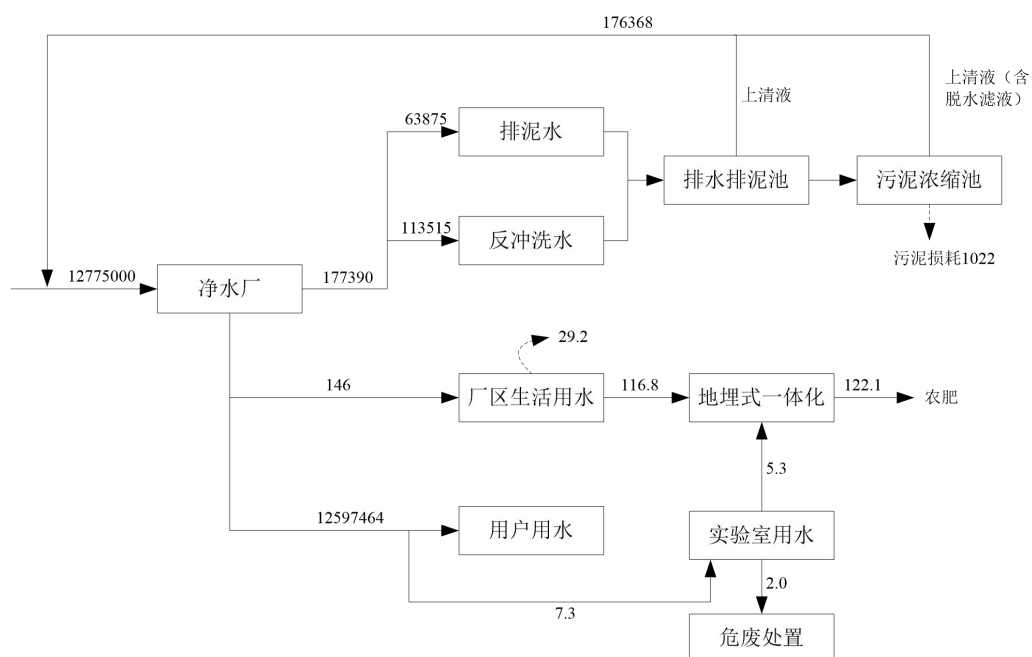 176368
上清液
上清液（含
脱水滤液）
63875
排泥水
排水排泥池
污泥浓缩池
113515
反冲洗水
污泥损耗1022
12775000
净水厂
177390
29.2
146
厂区生活用水
116.8
地埋式一体化
122.1
农肥
5.3
12597464
用户用水
实验室用水
7.3
2.0
危废处置